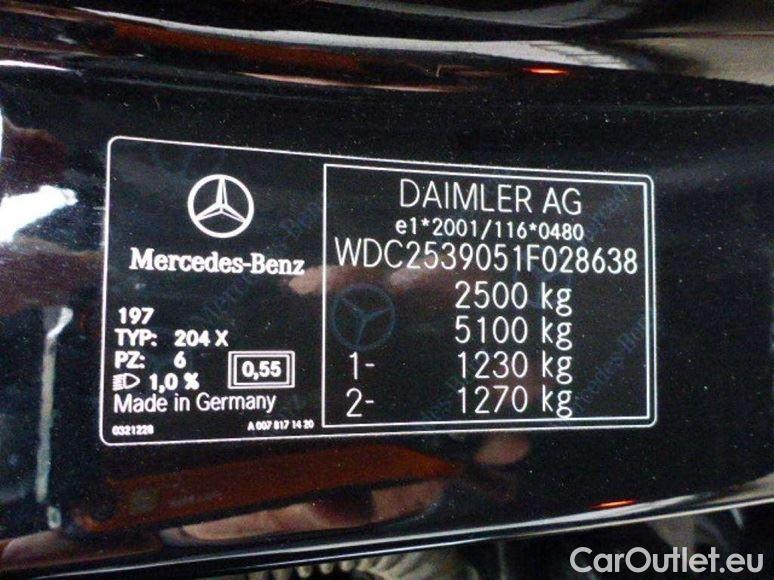 Mercedes-Benz
197
TYP: 204 X
PZ: 6
1,0 %
0,55
Made in Germany
0321228
A 007 817 14 20
DAIMLER AG
e1*2001/116*0480
WDC2539051F028638
2500 kg
5100 kg
1- 1230 kg
2- 1270 kg
CarOutlet.eu